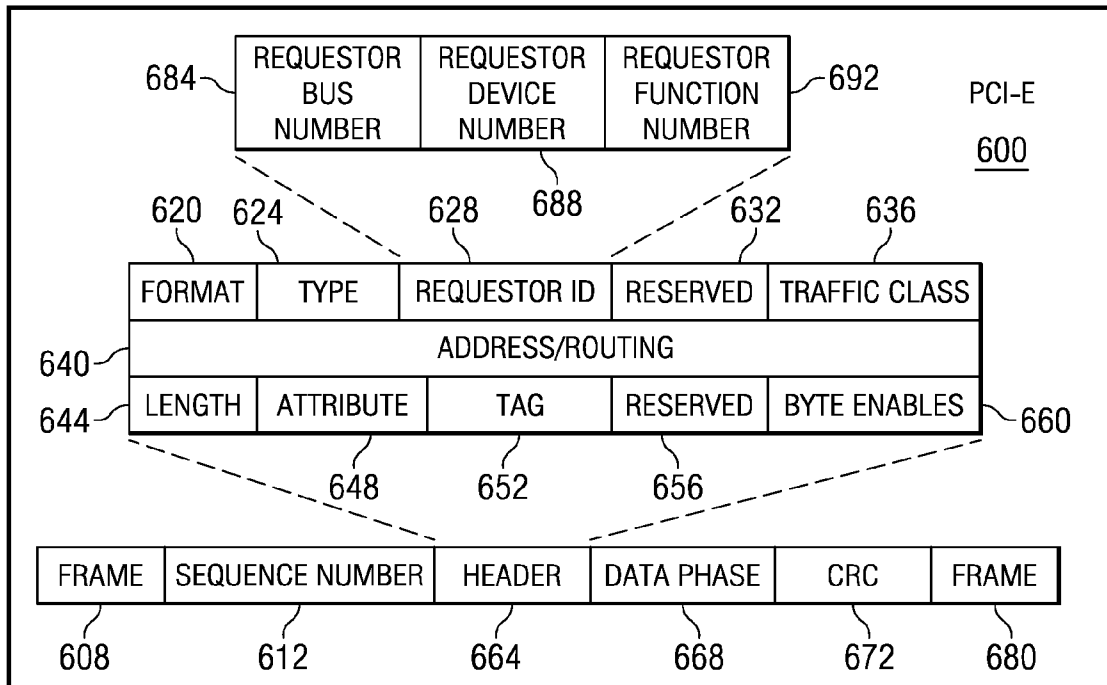 684
REQUESTOR BUS NUMBER
REQUESTOR DEVICE NUMBER
REQUESTOR FUNCTION NUMBER
692
PCI-E
600
688
620
624
628
632
636
FORMAT
TYPE
REQUESTOR ID
RESERVED
TRAFFIC CLASS
640
ADDRESS/ROUTING
644
LENGTH
ATTRIBUTE
TAG
RESERVED
BYTE ENABLES
660
648
652
656
FRAME
SEQUENCE NUMBER
HEADER
DATA PHASE
CRC
FRAME
608
612
664
668
672
680